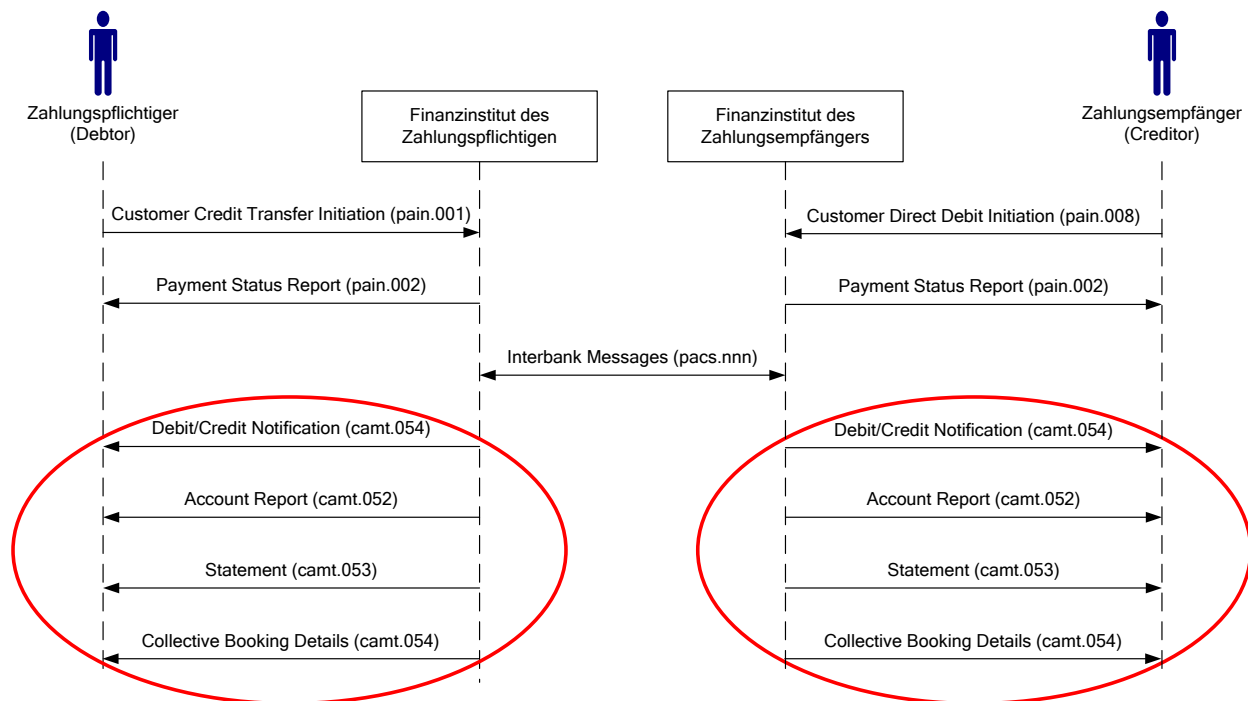 Zahlungspflichtiger
(Debtor)
Finanzinstitut des
Zahlungspflichtigen
Finanzinstitut des
Zahlungsempfängers
Zahlungsempfänger
(Creditor)
Customer Credit Transfer Initiation (pain.001)
Customer Direct Debit Initiation (pain.008)
Payment Status Report (pain.002)
Payment Status Report (pain.002)
Interbank Messages (pacs.nnn)
Debit/Credit Notification (camt.054)
Debit/Credit Notification (camt.054)
Account Report (camt.052)
Account Report (camt.052)
Statement (camt.053)
Statement (camt.053)
Collective Booking Details (camt.054)
Collective Booking Details (camt.054)